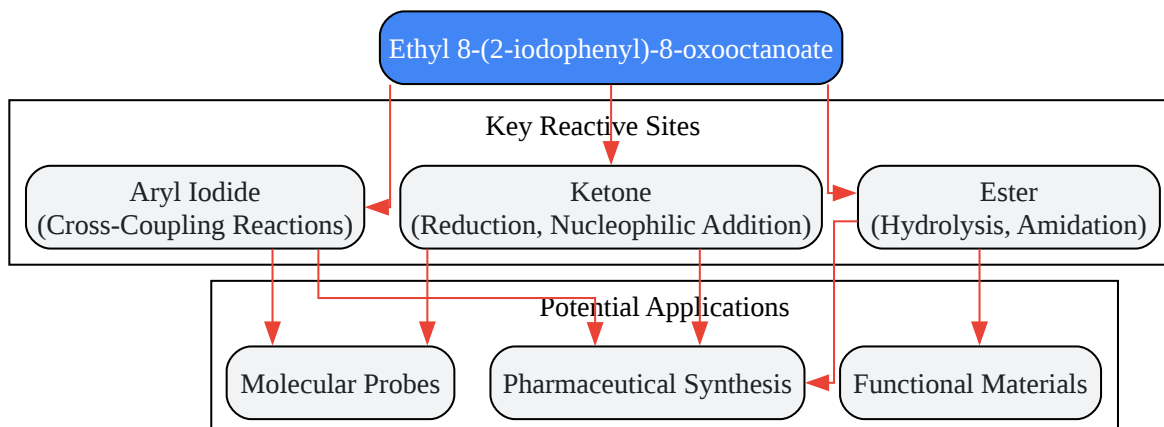 Ethyl 8-(2-iodophenyl)-8-oxooctanoate
Key Reactive Sites
Aryl Iodide
(Cross-Coupling Reactions)
Ketone
(Reduction, Nucleophilic Addition)
Ester
(Hydrolysis, Amidation)
Potential Applications
Molecular Probes
Pharmaceutical Synthesis
Functional Materials